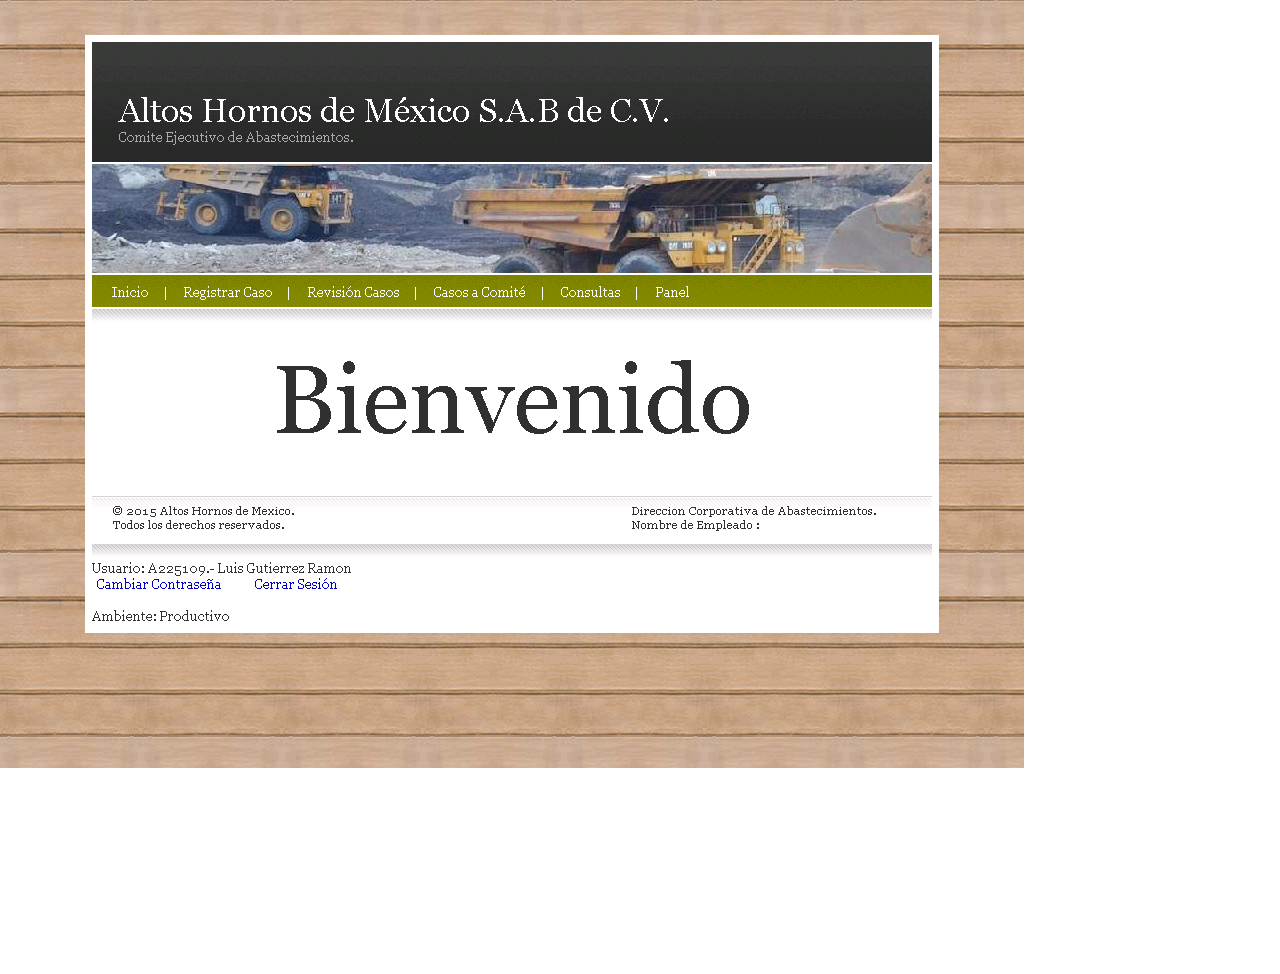 Altos Hornos de México S.A.B de C.V.
Comite Ejecutivo de Abastecimientos.
Inicio | Registrar Caso | Revisión Casos | Casos a Comité | Consultas | Panel
Bienvenido
© 2015 Altos Hornos de Mexico.
Todos los derechos reservados.
Direccion Corporativa de Abastecimientos.
Nombre de Empleado :
Usuario: A225109.- Luis Gutierrez Ramon
Cambiar Contraseña Cerrar Sesión
Ambiente: Productivo